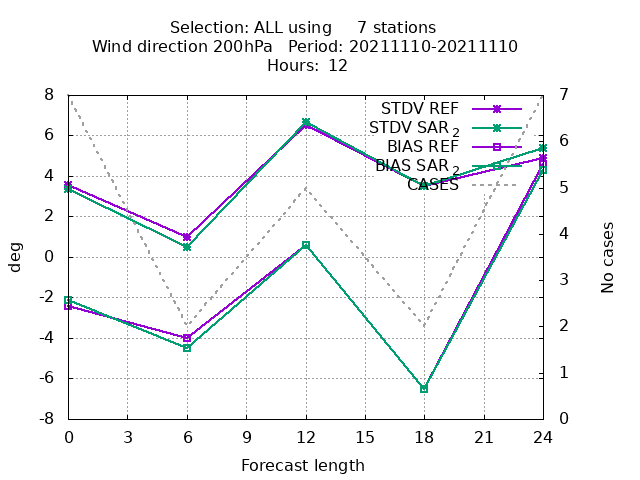 Selection: ALL using     7 stations
Wind direction 200hPa   Period: 20211110-20211110
Hours: 12
STDV REF
STDV SAR2
BIAS REF
BIAS SAR2
CASES
8
6
4
2
0
-2
-4
-6
-8
deg
7
6
5
4
3
2
1
0
No cases
0 3 6 9 12 15 18 21 24
Forecast length